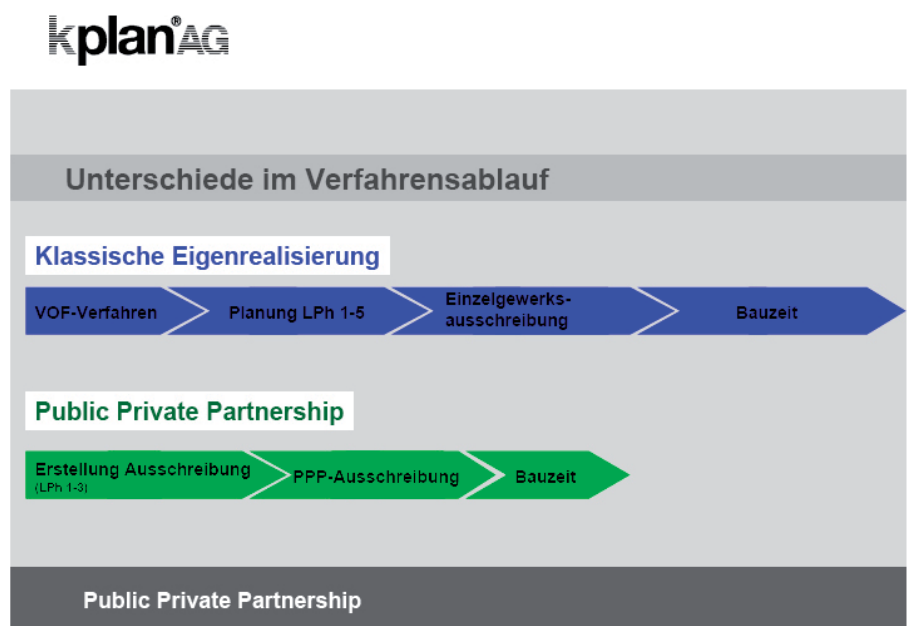 kplan®AG
Unterschiede im Verfahrensablauf
Klassische Eigenrealisierung
VOF-Verfahren
Planung LPh 1-5
Einzelgewerks-
ausschreibung
Bauzeit
Public Private Partnership
Erstellung Ausschreibung
(LPh 1-3)
PPP-Ausschreibung
Bauzeit
Public Private Partnership